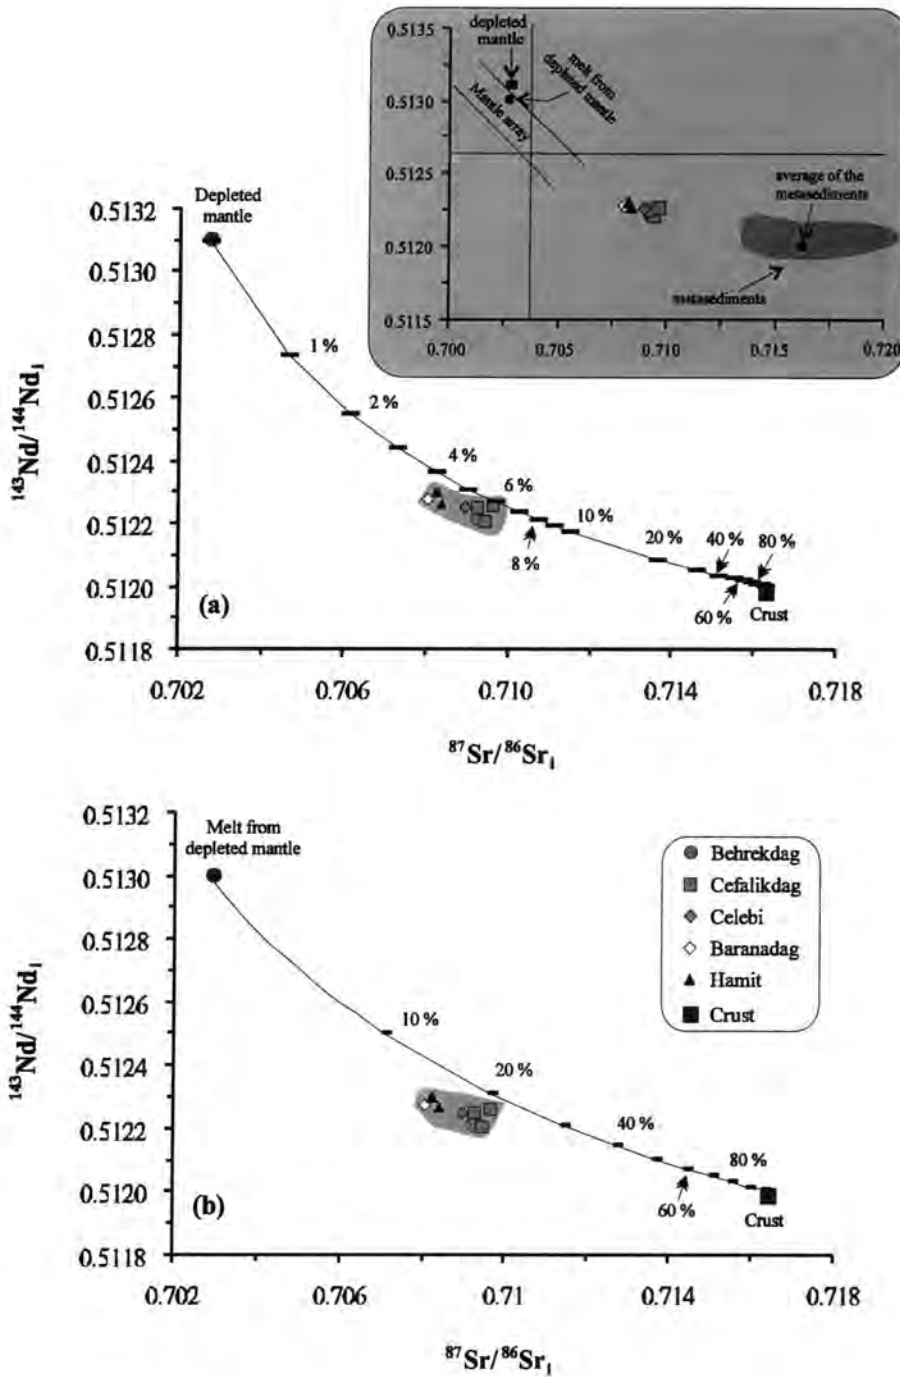 0.5135
0.5130
0.5125
0.5120
0.5115
0.700
0.705
0.710
0.715
0.720
depleted
mantle
melt from
depleted mantle
Mantle array
average of the
metasediments
metasediments
0.5132
0.5130
0.5128
0.5126
0.5124
0.5122
0.5120
0.5118
143Nd/144Ndi
Depleted
mantle
1 %
2 %
4 %
6 %
8 %
10 %
20 %
40 %
60 %
80 %
Crust
(a)
0.702
0.706
0.710
0.714
0.718
87Sr/86Sri
0.5132
0.5130
0.5128
0.5126
0.5124
0.5122
0.5120
0.5118
143Nd/144Ndi
Melt from
depleted mantle
10 %
20 %
40 %
60 %
80 %
Crust
(b)
Behrekdag
Cefalikdag
Celebi
Baranadag
Hamit
Crust
0.702
0.706
0.71
0.714
0.718
87Sr/86Sri